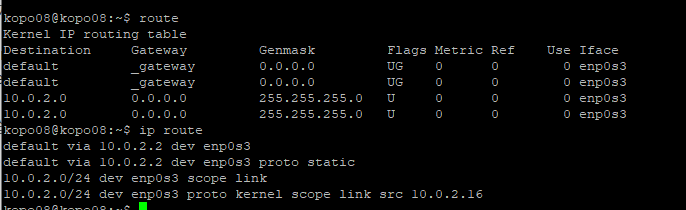 kopo08@kopo08:~$ route
Kernel IP routing table
Destination     Gateway         Genmask         Flags Metric Ref    Use Iface
default         _gateway        0.0.0.0         UG    0      0        0 enp0s3
default         _gateway        0.0.0.0         UG    0      0        0 enp0s3
10.0.2.0        0.0.0.0         255.255.255.0   U     0      0        0 enp0s3
10.0.2.0        0.0.0.0         255.255.255.0   U     0      0        0 enp0s3
kopo08@kopo08:~$ ip route
default via 10.0.2.2 dev enp0s3
default via 10.0.2.2 dev enp0s3 proto static
10.0.2.0/24 dev enp0s3 scope link
10.0.2.0/24 dev enp0s3 proto kernel scope link src 10.0.2.16
kopo08@kopo08:~$